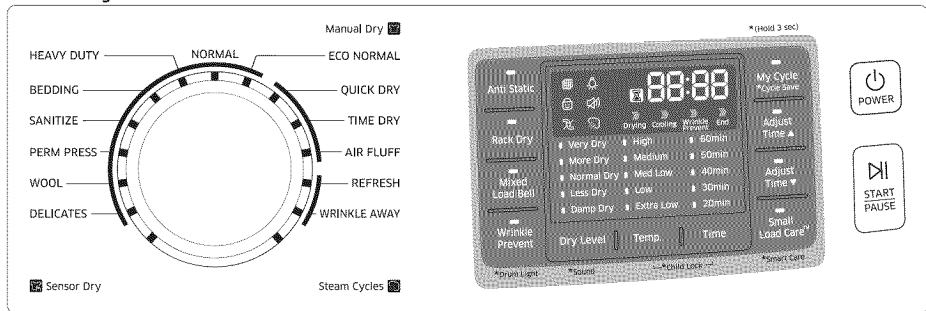 Manual Dry
*(Hold 3 sec)
HEAVY DUTY
NORMAL
ECO NORMAL
BEDDING
QUICK DRY
SANITIZE
TIME DRY
PERM PRESS
AIR FLUFF
WOOL
REFRESH
DELICATES
WRINKLE AWAY
Sensor Dry
Steam Cycles
Anti Static
Rack Dry
Mixed
Load Bell
Wrinkle
Prevent
88:88
Drying Cooling Wrinkle Prevent End
Very Dry High 60min
More Dry Medium 50min
Normal Dry Med Low 40min
Less Dry Low 30min
Damp Dry Extra Low 20min
Dry Level Temp. Time
My Cycle
*Cycle Save
Adjust
Time ▲
Adjust
Time ▼
Small
Load Care™
*Drum Light
*Sound
*Child Lock
*Smart Care
POWER
START
PAUSE